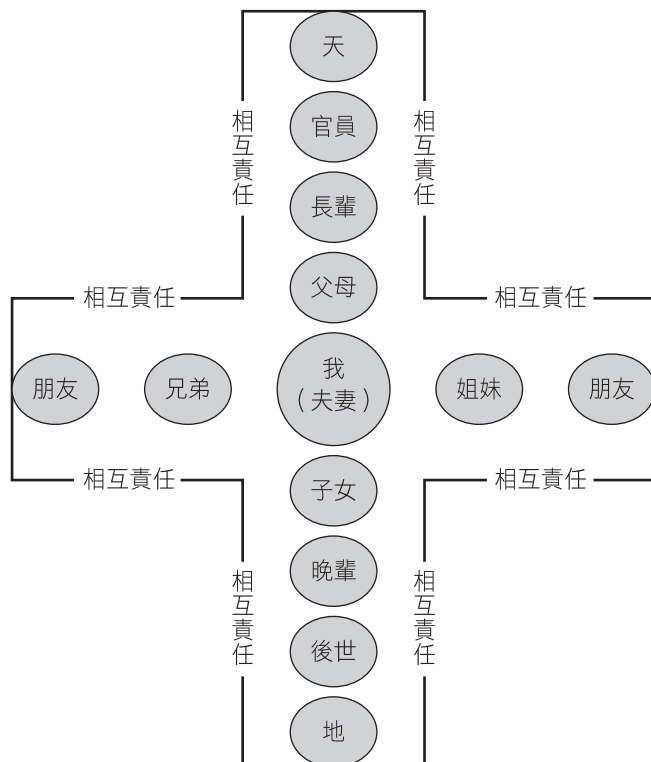 天
官員
相互責任
相互責任
長輩
父母
相互責任
相互責任
朋友
兄弟
我
（夫妻）
姐妹
朋友
相互責任
相互責任
子女
晚輩
相互責任
相互責任
後世
地